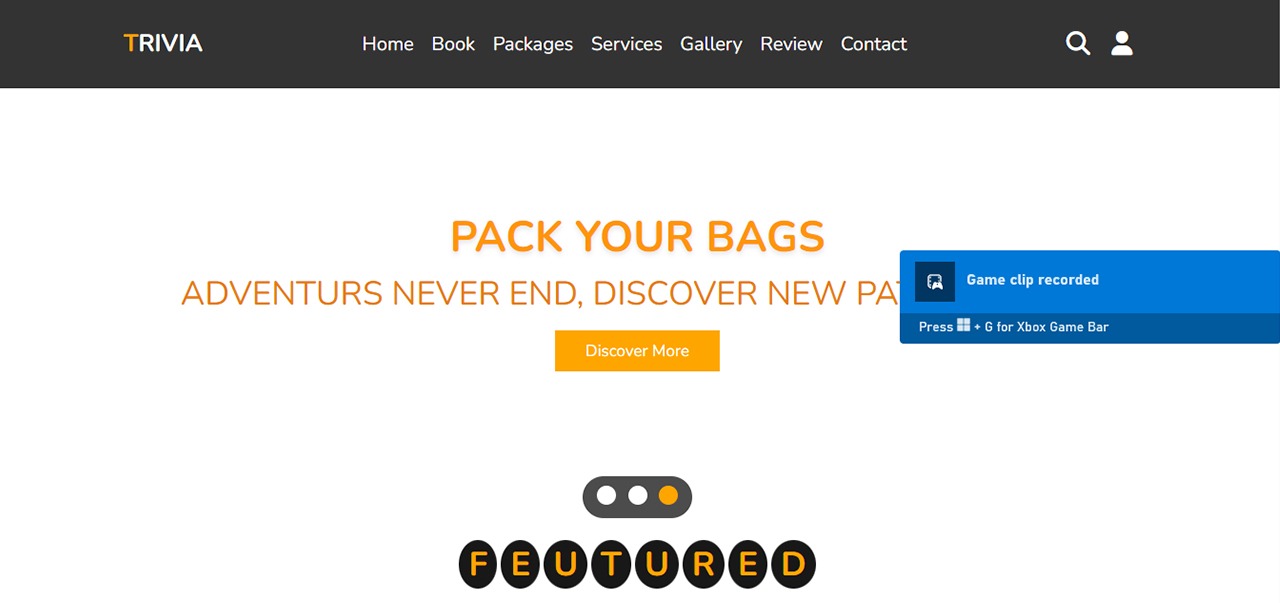 TRIVIA
Home Book Packages Services Gallery Review Contact
PACK YOUR BAGS
ADVENTURS NEVER END, DISCOVER NEW
Discover More
Game clip recorded
Press + G for Xbox Game Bar
FEUTURED